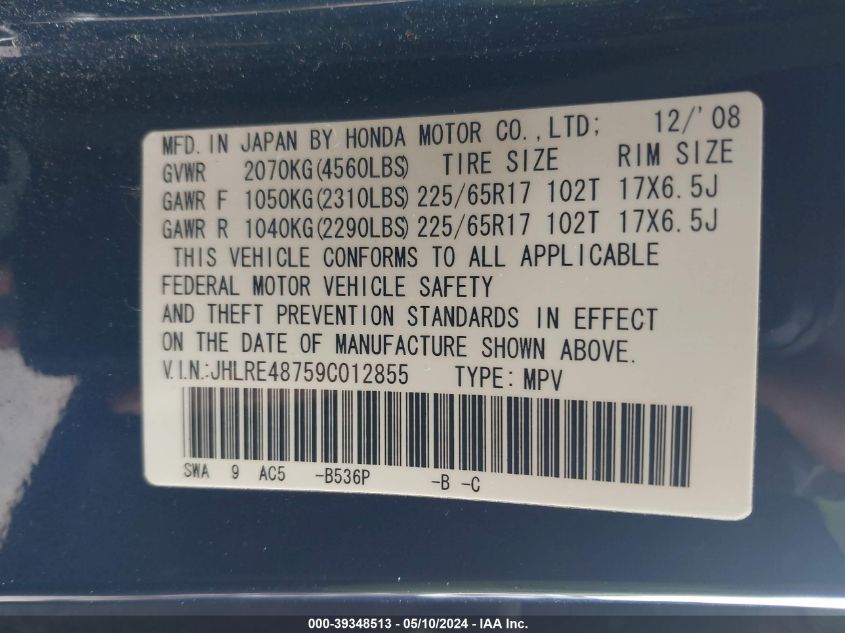 MFD. IN JAPAN BY HONDA MOTOR CO., LTD; 12/'08
GVWR 2070KG(4560LBS) TIRE SIZE RIM SIZE
GAWR F 1050KG(2310LBS) 225/65R17 102T 17X6.5J
GAWR R 1040KG(2290LBS) 225/65R17 102T 17X6.5J
THIS VEHICLE CONFORMS TO ALL APPLICABLE
FEDERAL MOTOR VEHICLE SAFETY
AND THEFT PREVENTION STANDARDS IN EFFECT
ON THE DATE OF MANUFACTURE SHOWN ABOVE.
V.I.N.:JHLRE48759C012855 TYPE: MPV
SWA 9 AC5 -B536P -B -C
000-39348513 - 05/10/2024 - IAA Inc.